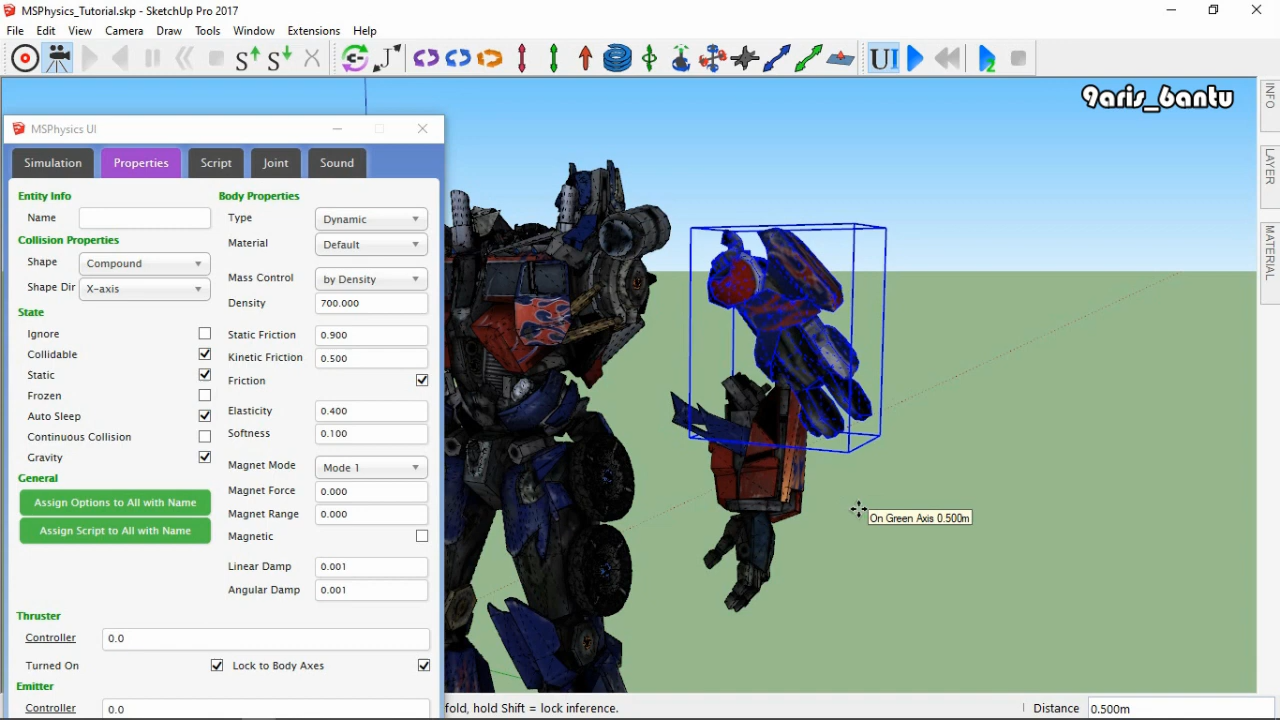 MSPhysics_Tutorial.skp - SketchUp Pro 2017
File Edit View Camera Draw Tools Window Extensions Help
UI
2
9aris_6antu
INFO
LAYER
MATERIAL
MSPhysics UI
Simulation Properties Script Joint Sound
Entity Info
Name
Collision Properties
Shape Compound
Shape Dir X-axis
State
Ignore
Collidable
Static
Frozen
Auto Sleep
Continuous Collision
Gravity
General
Assign Options to All with Name
Assign Script to All with Name
Body Properties
Type Dynamic
Material Default
Mass Control by Density
Density 700.000
Static Friction 0.900
Kinetic Friction 0.500
Friction
Elasticity 0.400
Softness 0.100
Magnet Mode Mode 1
Magnet Force 0.000
Magnet Range 0.000
Magnetic
Linear Damp 0.001
Angular Damp 0.001
Thruster
Controller 0.0
Turned On Lock to Body Axes
Emitter
Controller 0.0
On Green Axis 0.500m
fold, hold Shift = lock inference.
Distance 0.500m